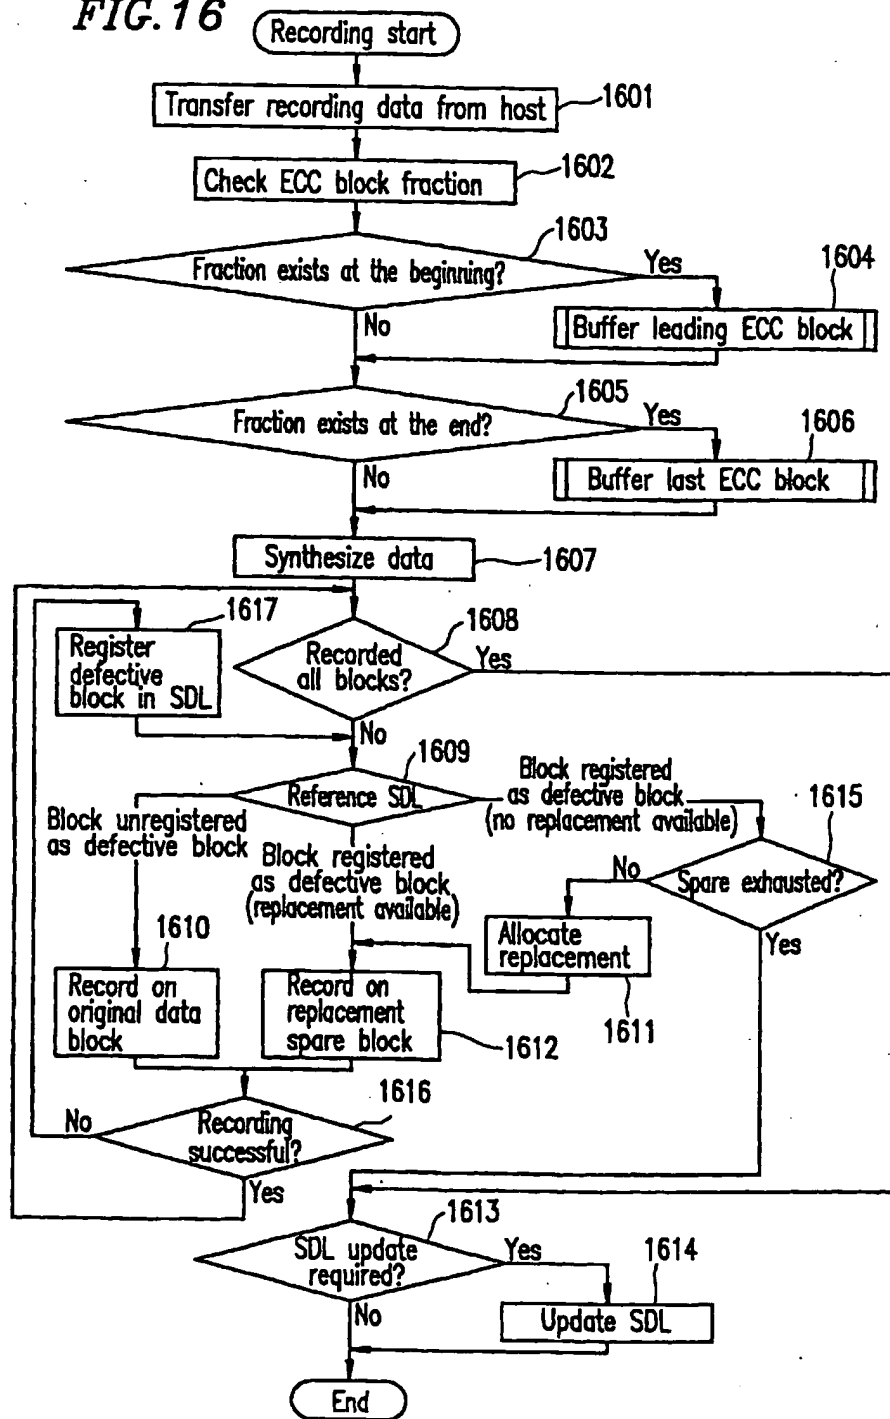 FIG.16
Recording start
Transfer recording data from host
1601
Check ECC block fraction
1602
1603
Fraction exists at the beginning?
Yes
1604
No
Buffer leading ECC block
1605
Fraction exists at the end?
Yes
1606
No
Buffer last ECC block
Synthesize data
1607
1617
1608
Register
defective
block in SDL
Recorded
all blocks?
Yes
No
1609
Reference SDL
Block registered
as defective block
(no replacement available)
1615
Block unregistered
as defective block
Block registered
as defective block
(replacement available)
No
Spare exhausted?
Yes
1610
Allocate
replacement
1611
Record on
original data
block
Record on
replacement
spare block
1612
1616
No
Recording
successful?
Yes
1613
SDL update
required?
Yes
1614
No
Update SDL
End